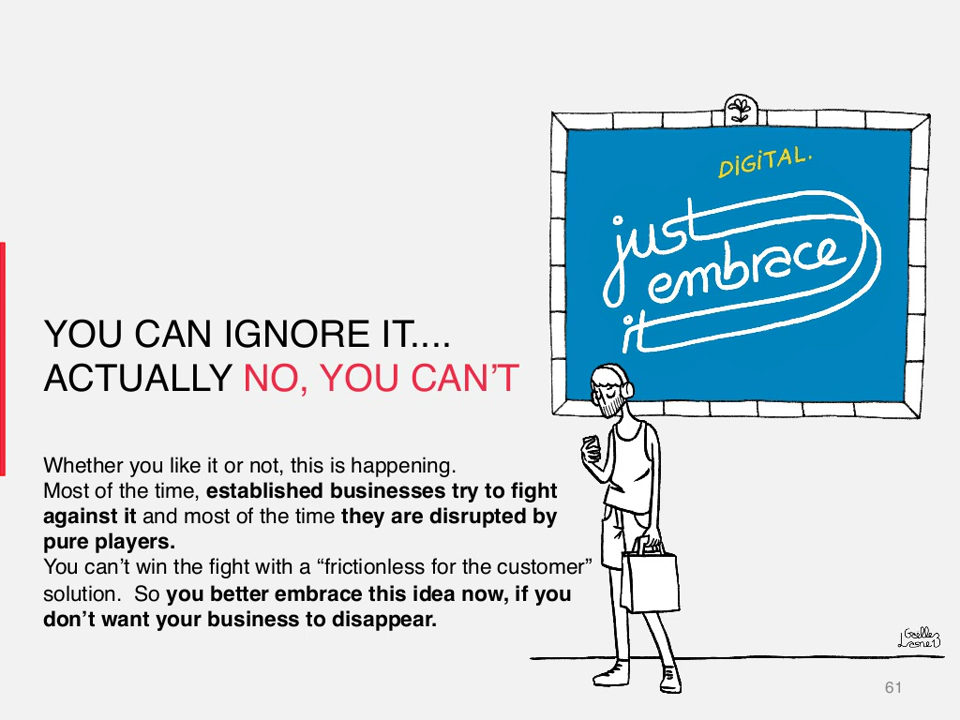 DiGiTAL.
just
embrace
it
YOU CAN IGNORE IT....
ACTUALLY NO, YOU CAN'T
Whether you like it or not, this is happening.
Most of the time, established businesses try to fight
against it and most of the time they are disrupted by
pure players.
You can't win the fight with a “frictionless for the customer”
solution.  So you better embrace this idea now, if you
don't want your business to disappear.
61